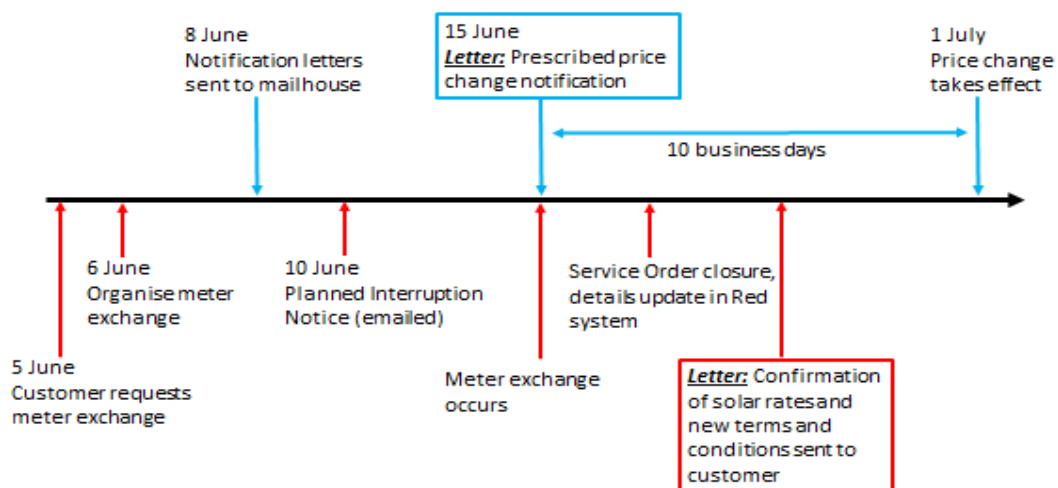 8 June
Notification letters
sent to mailhouse
15 June
Letter: Prescribed price
change notification
1 July
Price change
takes effect
10 business days
6 June
Organise meter
exchange
10 June
Planned Interruption
Notice (emailed)
Service Order closure,
details update in Red
system
5 June
Customer requests
meter exchange
Meter exchange
occurs
Letter: Confirmation
of solar rates and
new terms and
conditions sent to
customer